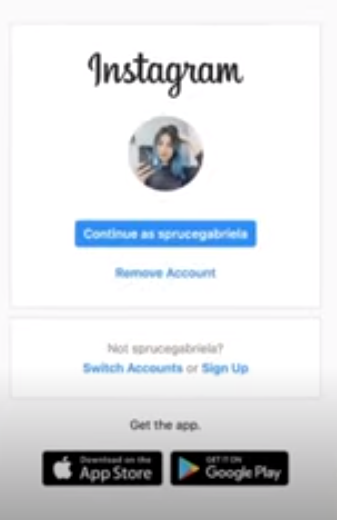 Instagram
Continue as sprucegabriela
Remove Account
Not sprucegabriela?
Switch Accounts or Sign Up
Get the app.
Download on the
App Store
GET IT ON
Google Play